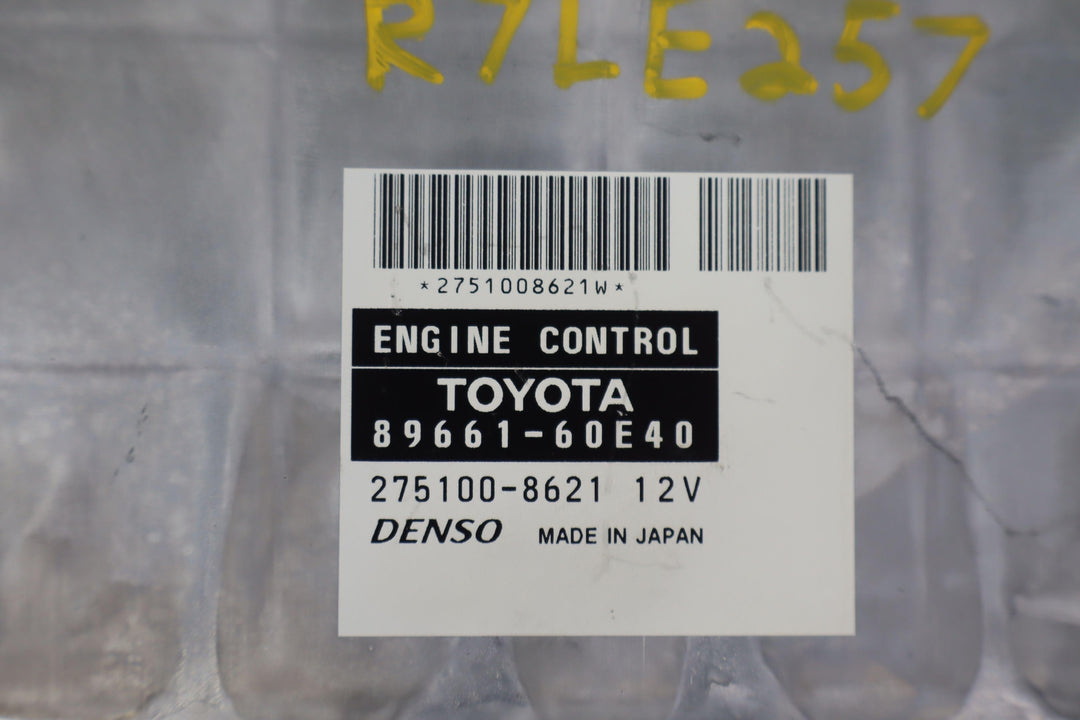 R7LE257
*2751008621W*
ENGINE CONTROL
TOYOTA
89661-60E40
275100-8621 12V
DENSO MADE IN JAPAN